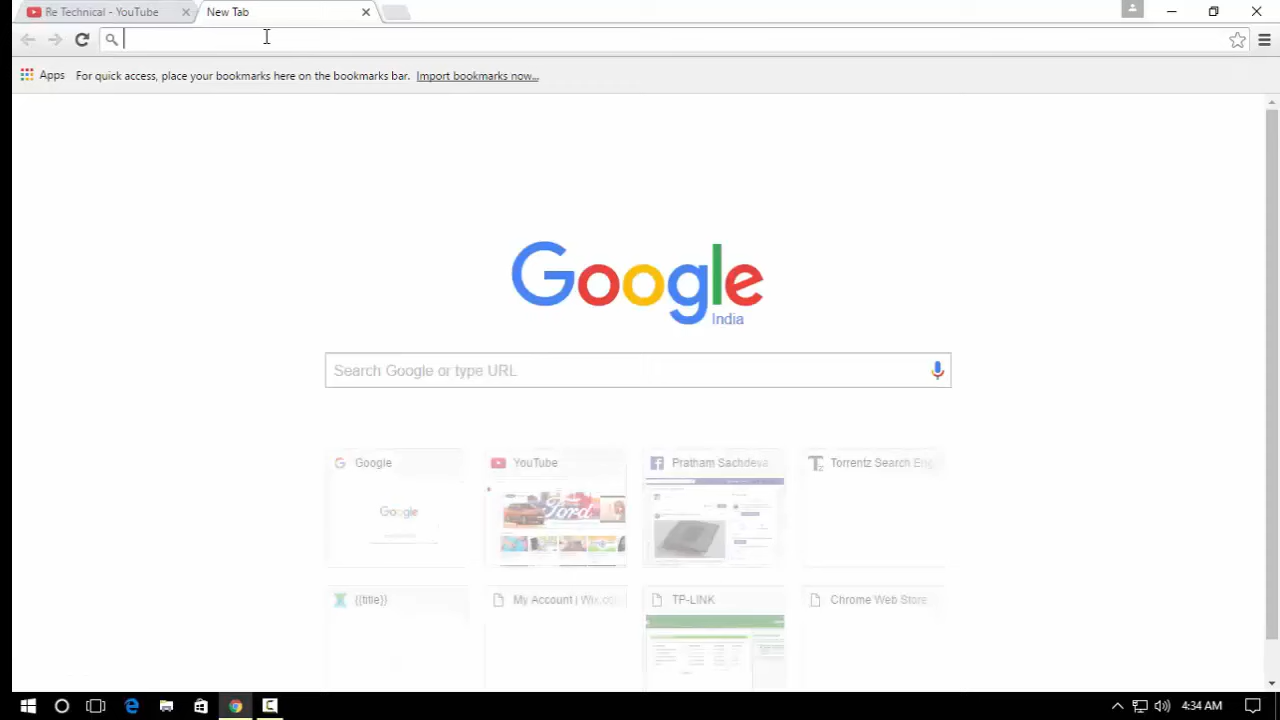 Re Technical - YouTube
New Tab
Apps For quick access, place your bookmarks here on the bookmarks bar. Import bookmarks now...
Google
India
Search Google or type URL
Google
YouTube
Pratham Sachdeva
Torrentz Search Eng
Google
Ford
{{title}}
My Account | Wix.co
TP-LINK
Chrome Web Store
4:34 AM